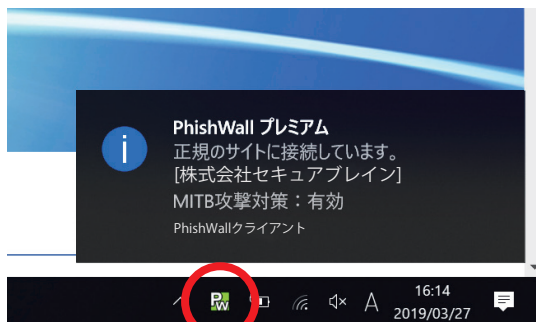 PhishWall プレミアム
正規のサイトに接続しています。
[株式会社セキュアブレイン]
MITB攻撃対策：有効
PhishWallクライアント
PW
A
16:14
2019/03/27